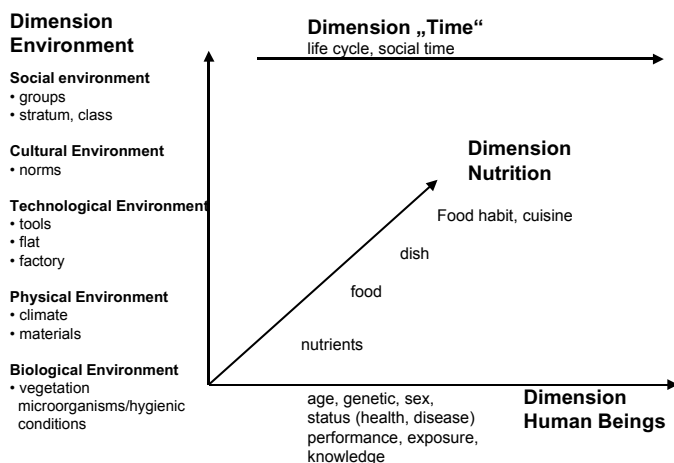 Dimension
Environment
Social environment
• groups
• stratum, class
Cultural Environment
• norms
Technological Environment
• tools
• flat
• factory
Physical Environment
• climate
• materials
Biological Environment
• vegetation
microorganisms/hygienic
conditions
Dimension „Time“
life cycle, social time
Dimension
Nutrition
Food habit, cuisine
dish
food
nutrients
age, genetic, sex,
status (health, disease)
performance, exposure,
knowledge
Dimension
Human Beings